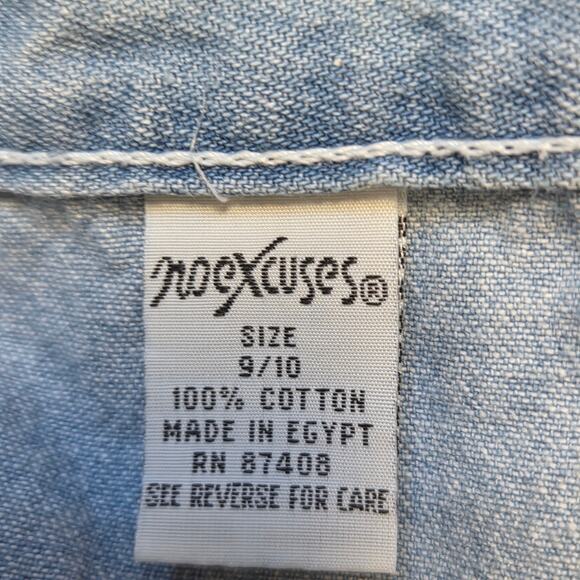 noexcuses®
SIZE
9/10
100% COTTON
MADE IN EGYPT
RN 87408
SEE REVERSE FOR CARE